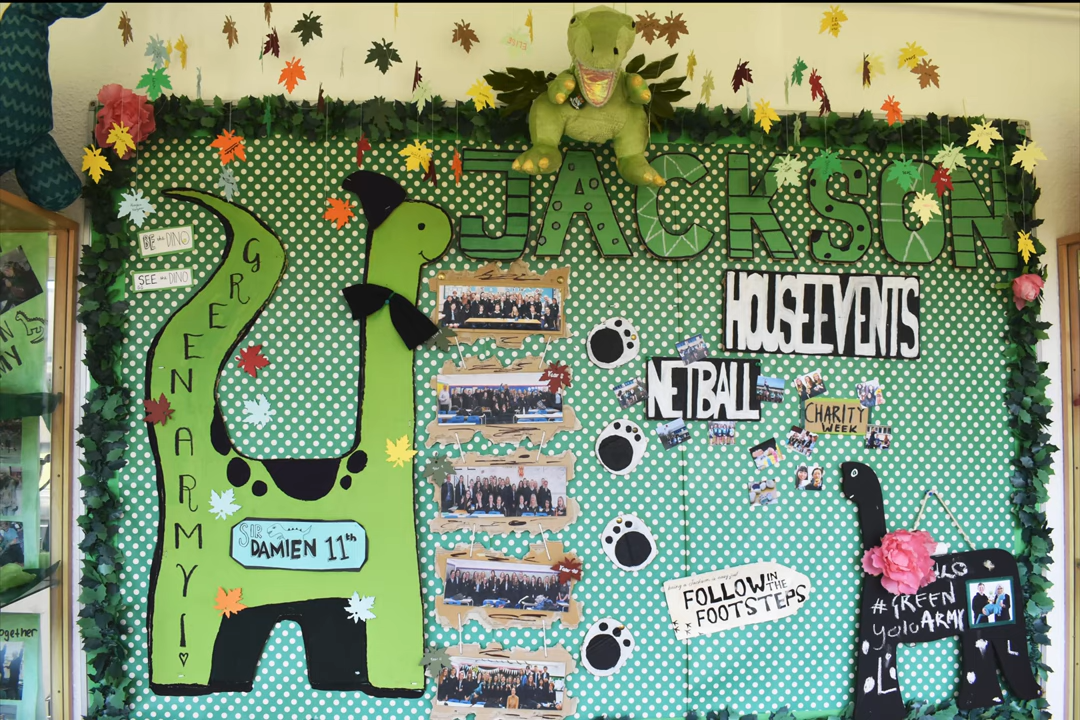 JACKSON
BE the DINO
SEE the DINO
GREEN ARMY!
HOUSE EVENTS
NETBALL
CHARITY
WEEK
SIR
DAMIEN 11th
FOLLOW IN THE
FOOTSTEPS
#GREEN
YOLO ARMY
together